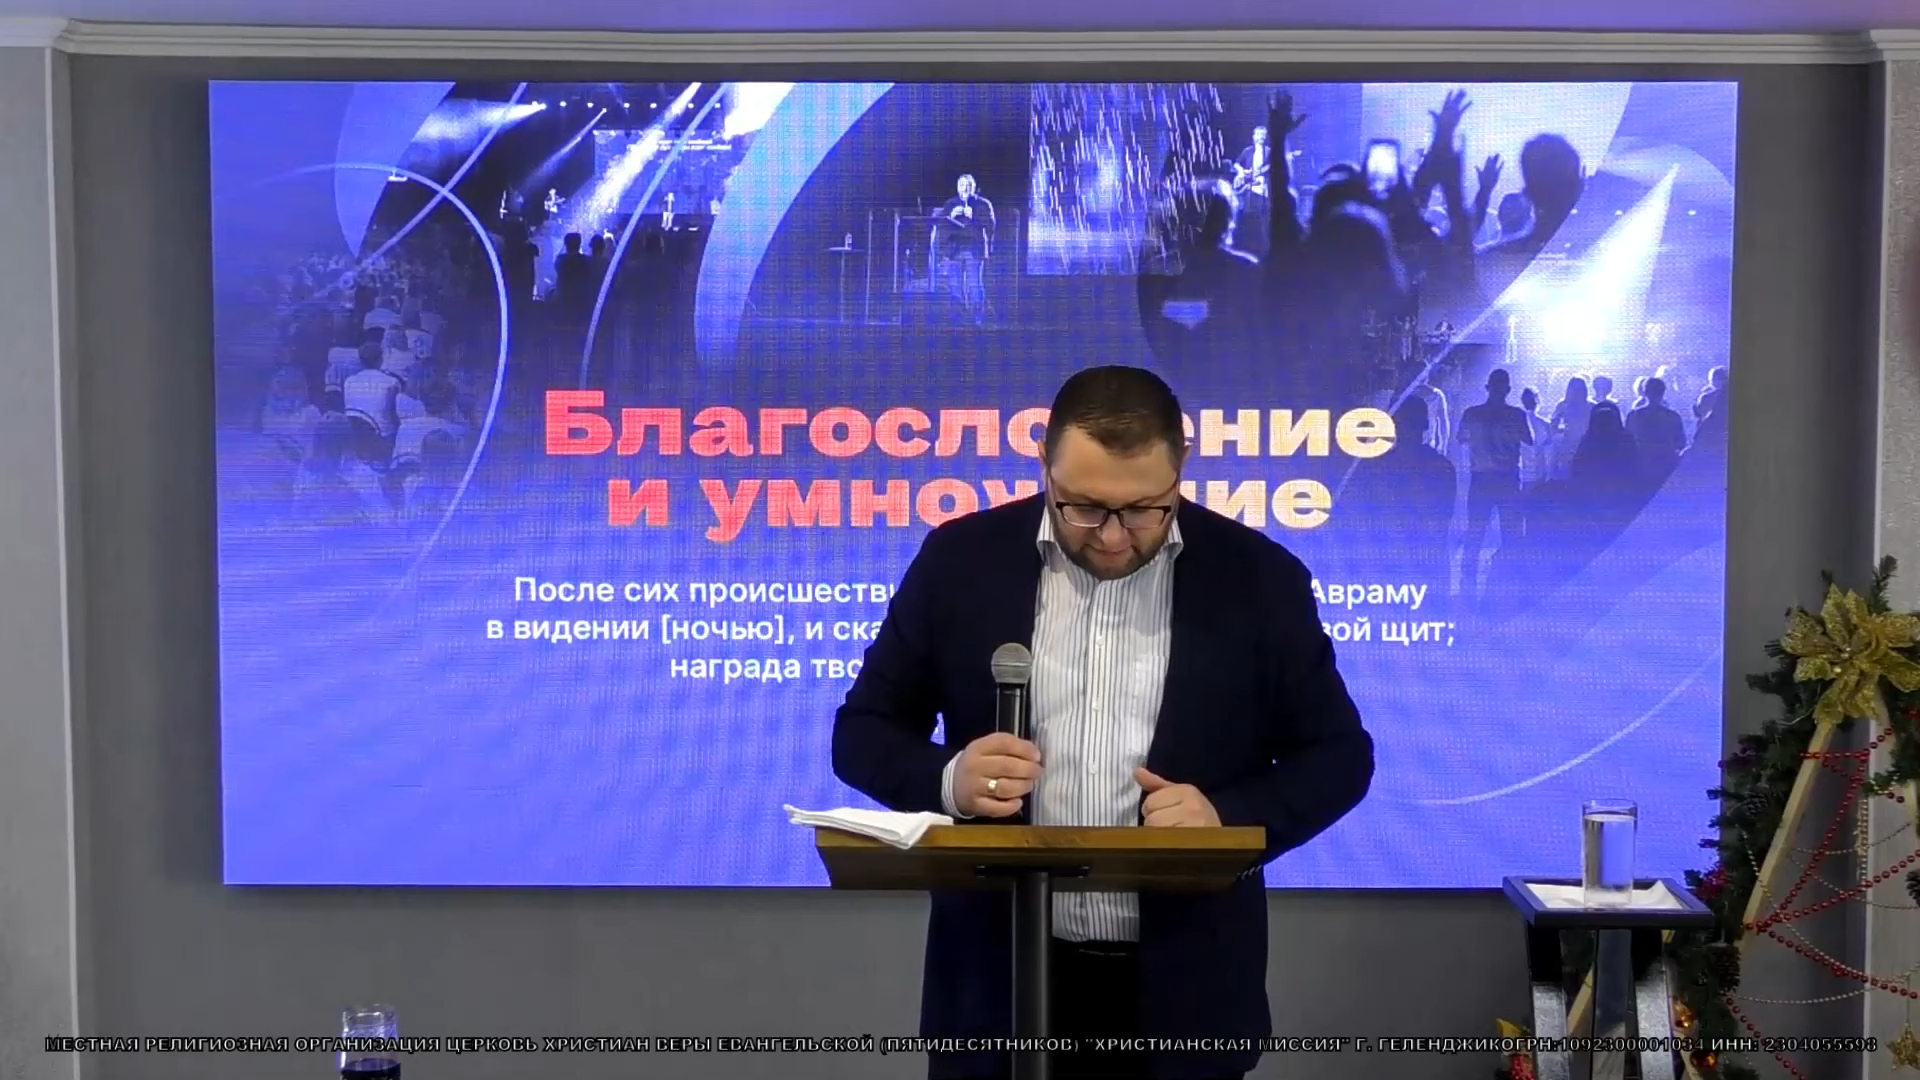 Благосло ение
и умно ние
После сих происшеств Авраму
в видении [ночью], и ска вой щит;
награда тво
МЕСТНАЯ РЕЛИГИОЗНАЯ ОРГАНИЗАЦИЯ ЦЕРКОВЬ ХРИСТИАН ВЕРЫ ЕВАНГЕЛЬСКОЙ (ПЯТИДЕСЯТНИКОВ) "ХРИСТИАНСКАЯ МИССИЯ" Г. ГЕЛЕНДЖИКОГРН:1092300001034 ИНН: 2304055598